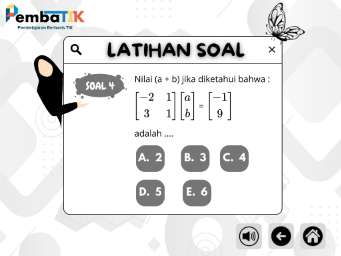 PembaTIK
Pembelajaran Berbasis TIK
LATIHAN SOAL
SOAL 4
Nilai (a + b) jika diketahui bahwa :
[−2 1] [a] = [−1]
[3 1] [b] [9]
adalah ....
A. 2 B. 3 C. 4
D. 5 E. 6